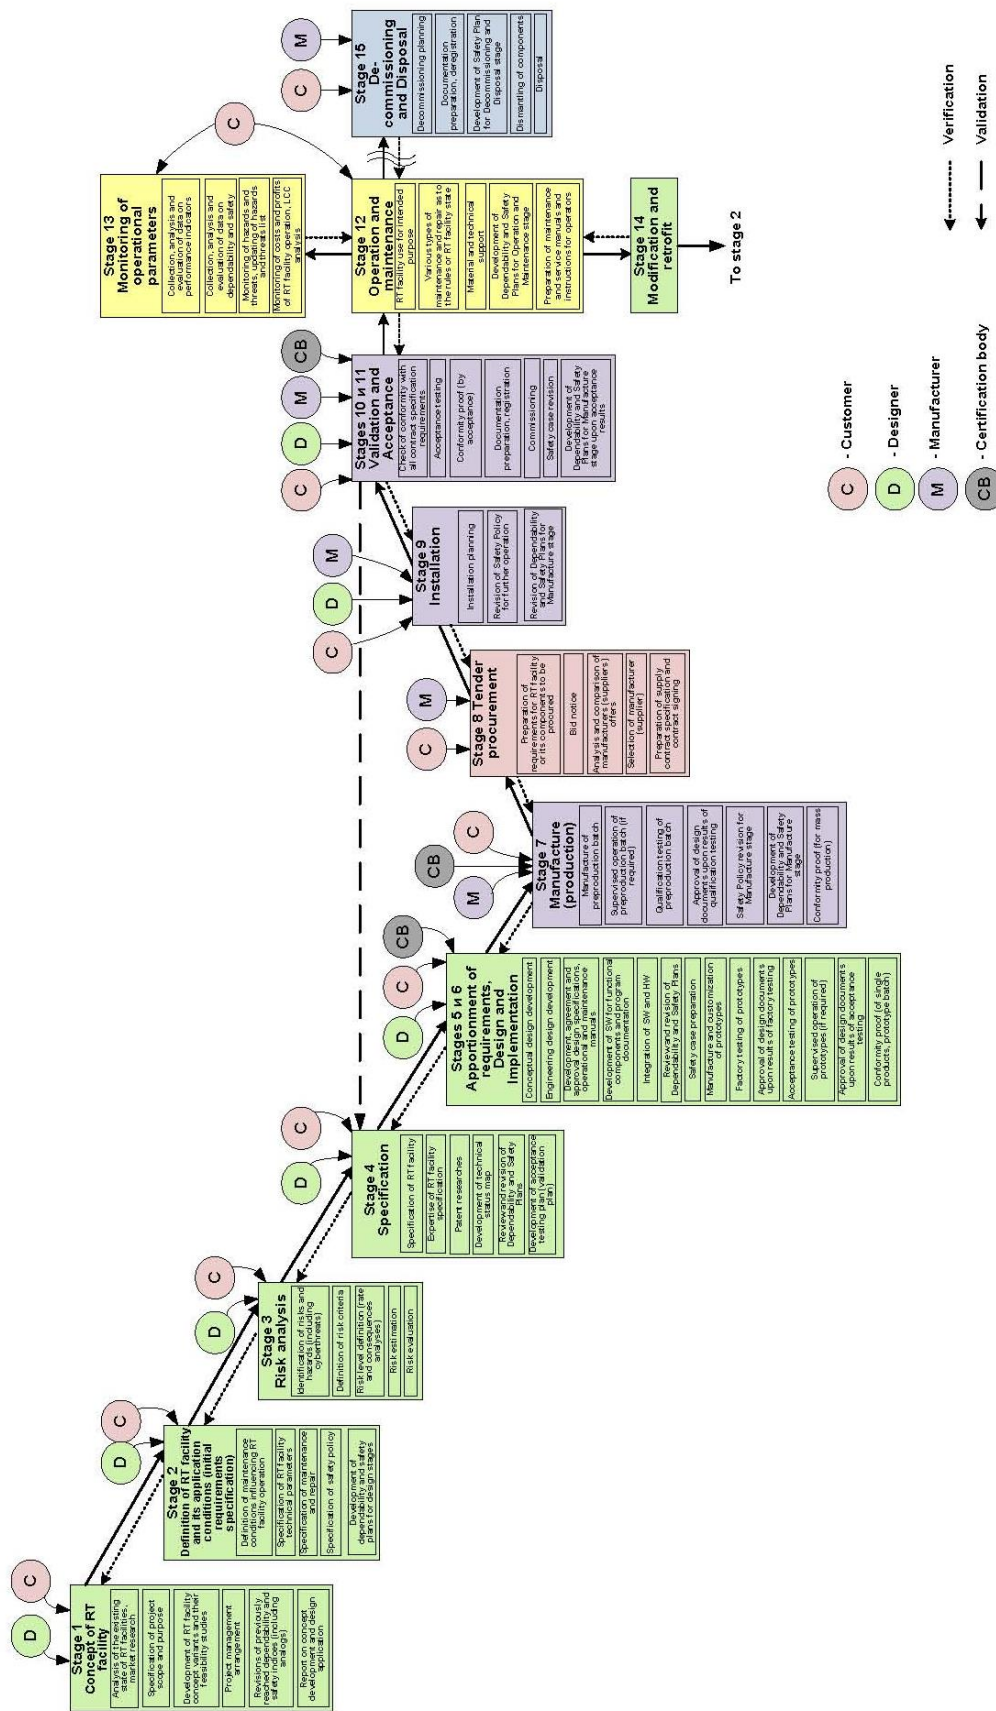 D
C
Stage 1
Concept of RT
facility
Analysis of the existing
state of RT facilities,
market research
Specification of project
scope and purpose
Development of RT facility
concept variants and their
feasibility studies
Project management
arrangement
Revisions of previously
reached dependability and
safety indices (including
analogs)
Report on concept
development and design
application
D
C
Stage 2
Definition of RT facility
and its application
conditions (initial
requirements
specification)
Definition of maintenance
conditions influencing RT
facility operation
Specification of RT facility
technical parameters
Specification of maintenance
and repair
Specification of safety policy
Development of
dependability and safety
plans for design stages
D
C
Stage 3
Risk analysis
Identification of risks and
hazards (including
cyberthreats)
Definition of risk criteria
Risk level definition (rate
and consequences
analyses)
Risk estimation
Risk evaluation
D
C
Stage 4
Specification
Specification of RT facility
Expertise of RT facility
specification
Patent researches
Development of technical
status map
Review and revision of
Dependability and Safety
Plans
Development of acceptance
testing plan (validation
plan)
D
C
CB
Stages 5 и 6
Apportionment of
requirements,
Design and
Implementation
Conceptual design development
Engineering design development
Development, agreement and
approval design specifications,
operational and maintenance
manuals
Development of SW for functional
components and program
documentation
Integration of SW and HW
Review and revision of
Dependability and Safety Plans
Safety case preparation
Manufacture and customization
of prototypes
Factory testing of prototypes
Approval of design documents
upon results of factory testing
Acceptance testing of prototypes
Supervised operation of
prototypes (if required)
Approval of design documents
upon results of acceptance
testing
Conformity proof (of single
products, prototype batch)
M
CB
C
Stage 7
Manufacture
(production)
Manufacture of
preproduction batch
Supervised operation of
preproduction batch (if
required)
Qualification testing of
preproduction batch
Approval of design
documents upon results of
qualification testing
Safety Policy revision for
Manufacture stage
Development of
Dependability and Safety
Plans for Manufacture
stage
Conformity proof (for mass
production)
C
M
Stage 8 Tender
procurement
Preparation of
requirements for RT facility
or its components to be
procured
Bid notice
Analysis and comparison of
manufacturers (suppliers)
offers
Selection of manufacturer
(supplier)
Preparation of supply
contract specification and
contract signing
C
D
M
Stage 9
Installation
Installation planning
Revision of Safety Policy
for further operation
Revision of Dependability
and Safety Plans for
Manufacture stage
C
D
M
CB
Stages 10 и 11
Validation and
Acceptance
Check of conformity with
all contract specification
requirements
Acceptance testing
Conformity proof (by
acceptance)
Documentation
preparation, registration
Commissioning
Safety case revision
Development of
Dependability and Safety
Plans for Manufacture
stage upon acceptance
results
Stage 13
Monitoring of
operational
parameters
Collection, analysis and
evaluation of data on
performance indicators
Collection, analysis and
evaluation of data on
dependability and safety
Monitoring of hazards and
threats, updating of hazards
and threats list
Monitoring of costs and profits
of RT facility operation, LCC
analysis
C
Stage 12
Operation and
maintenance
RT facility use for intended
purpose
Various types of
maintenance and repair as to
the rules or RT facility state
Material and technical
support
Development of
Dependability and Safety
Plans for Operation and
Maintenance stage
Preparation of maintenance
and service manuals and
instructions for operators
Stage 14
Modification and
retrofit
To stage 2
C
M
Stage 15
De-
commissioning
and Disposal
Decommissioning planning
Documentation
preparation, deregistration
Development of Safety Plan
for Decommissioning and
Disposal stage
Dismantling of components
Disposal
C - Customer
D - Designer
M - Manufacturer
CB - Certification body
Verification
Validation